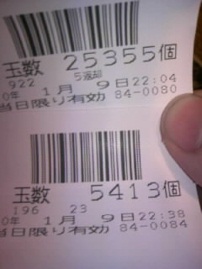 玉数 25355個
922
0年 1月 9日22:04
当日限り有効 84-0080
玉数 5413個
196 23
0年 1月 9日22:38
当日限り有効 84-0094